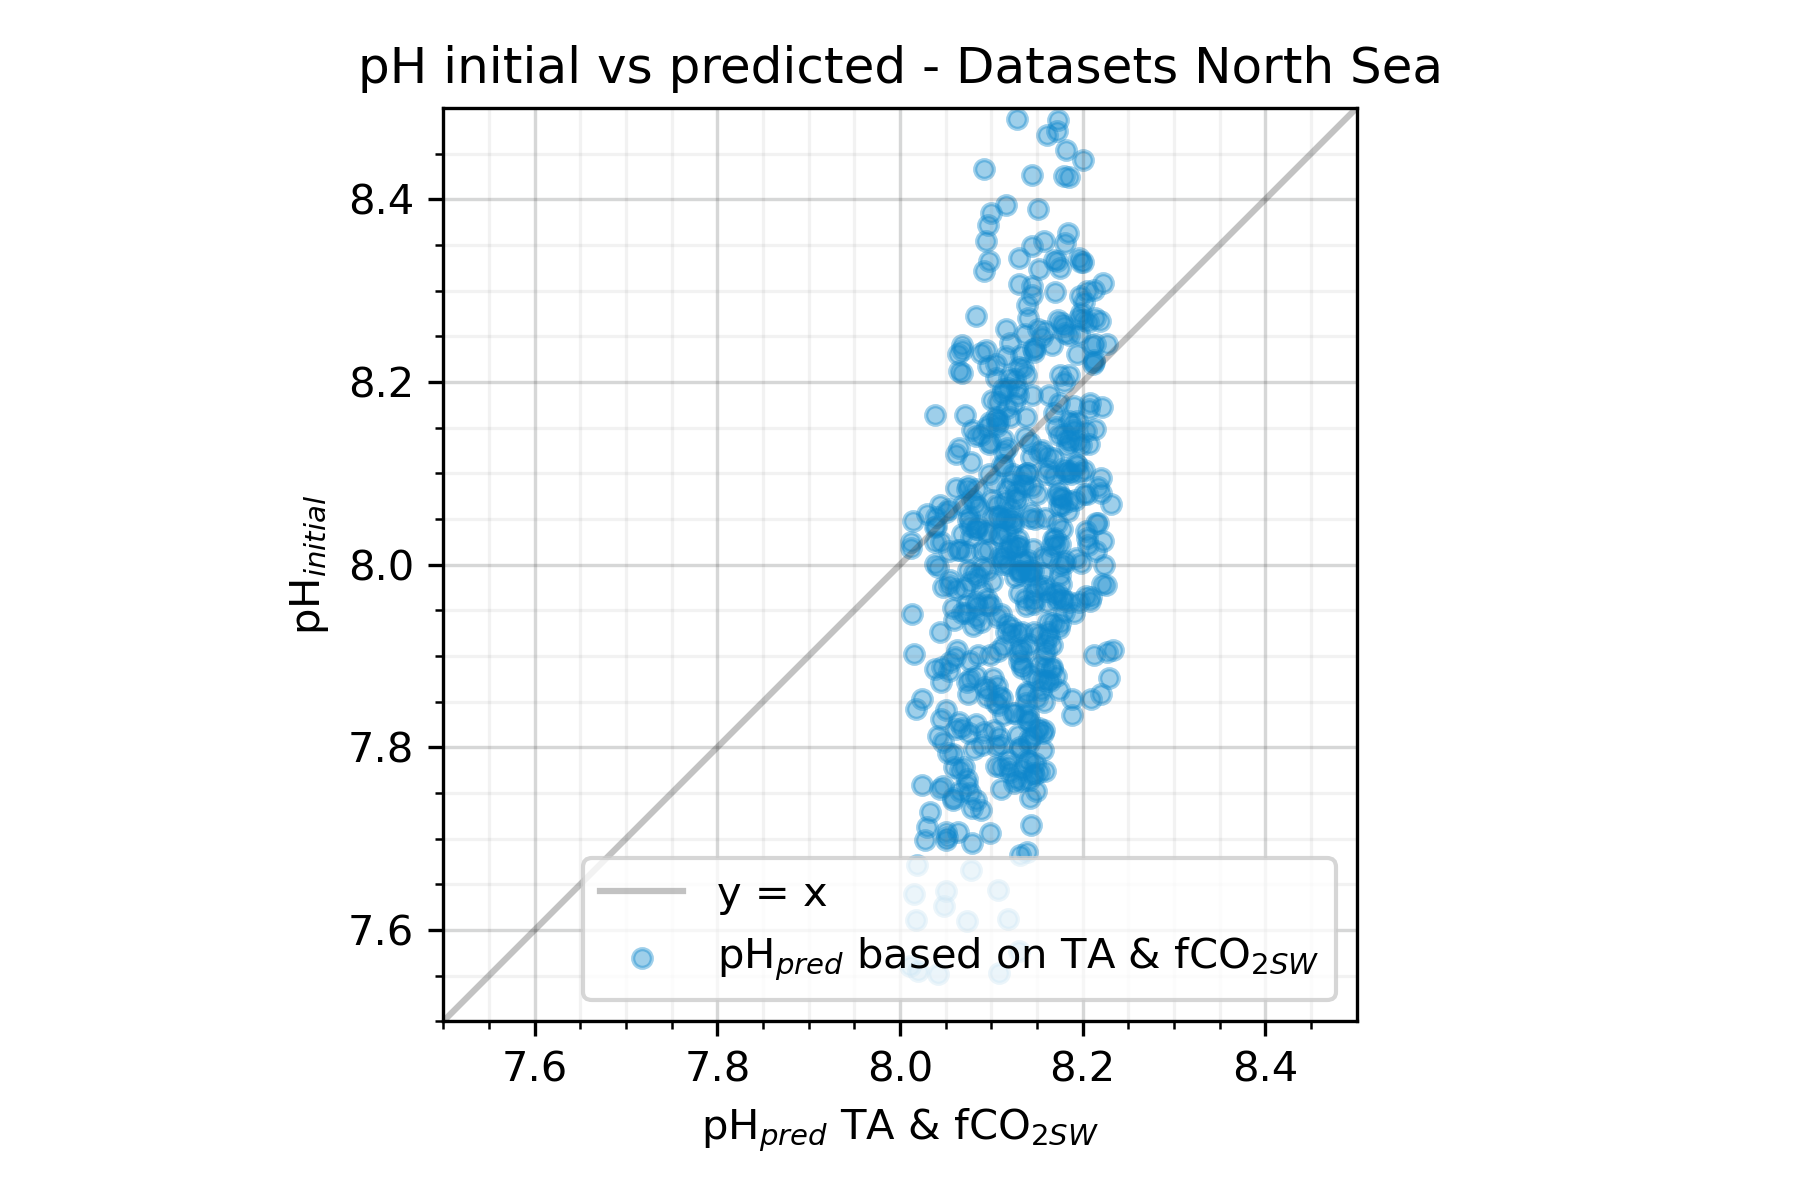 pH initial vs predicted - Datasets North Sea
8.4
8.2
8.0
7.8
7.6
pHinitial
y = x
pHpred based on TA & fCO2SW
7.6 7.8 8.0 8.2 8.4
pHpred TA & fCO2SW